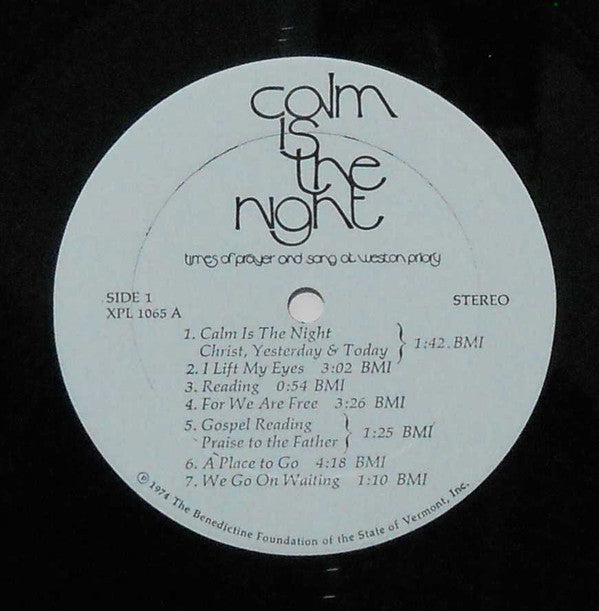 calm
is
the
night
times of prayer and song at weston priory
SIDE 1
XPL 1065 A
STEREO
1. Calm Is The Night
Christ, Yesterday & Today } 1:42. BMI
2. I Lift My Eyes 3:02 BMI
3. Reading 0:54 BMI
4. For We Are Free 3:26 BMI
5. Gospel Reading
Praise to the Father } 1:25 BMI
6. A Place to Go 4:18 BMI
7. We Go On Waiting 1:10 BMI
℗ 1974 The Benedictine Foundation of the State of Vermont, Inc.